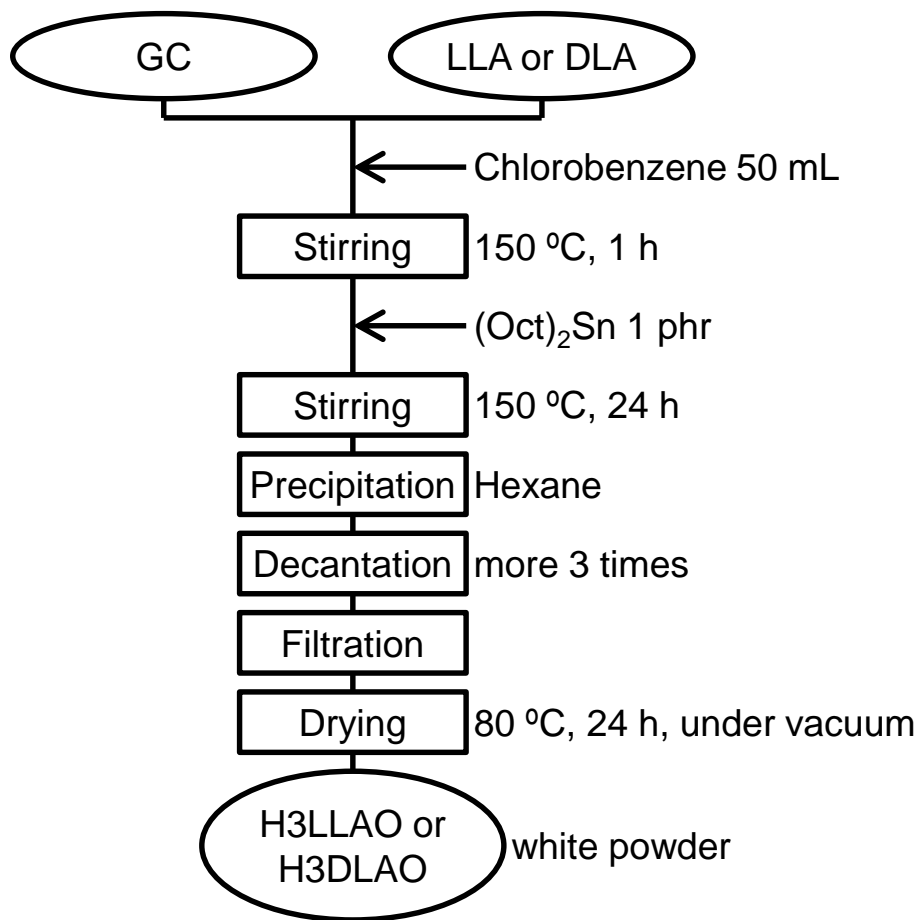 GC
LLA or DLA
Chlorobenzene 50 mL
Stirring
150 ºC, 1 h
(Oct)₂Sn 1 phr
Stirring
150 ºC, 24 h
Precipitation
Hexane
Decantation
more 3 times
Filtration
Drying
80 ºC, 24 h, under vacuum
H3LLAO or
H3DLAO
white powder